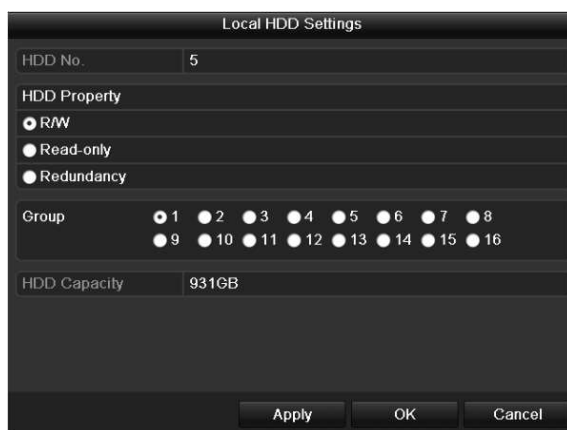 Local HDD Settings
HDD No. 5
HDD Property
R/W
Read-only
Redundancy
Group 1 2 3 4 5 6 7 8
9 10 11 12 13 14 15 16
HDD Capacity 931GB
Apply OK Cancel